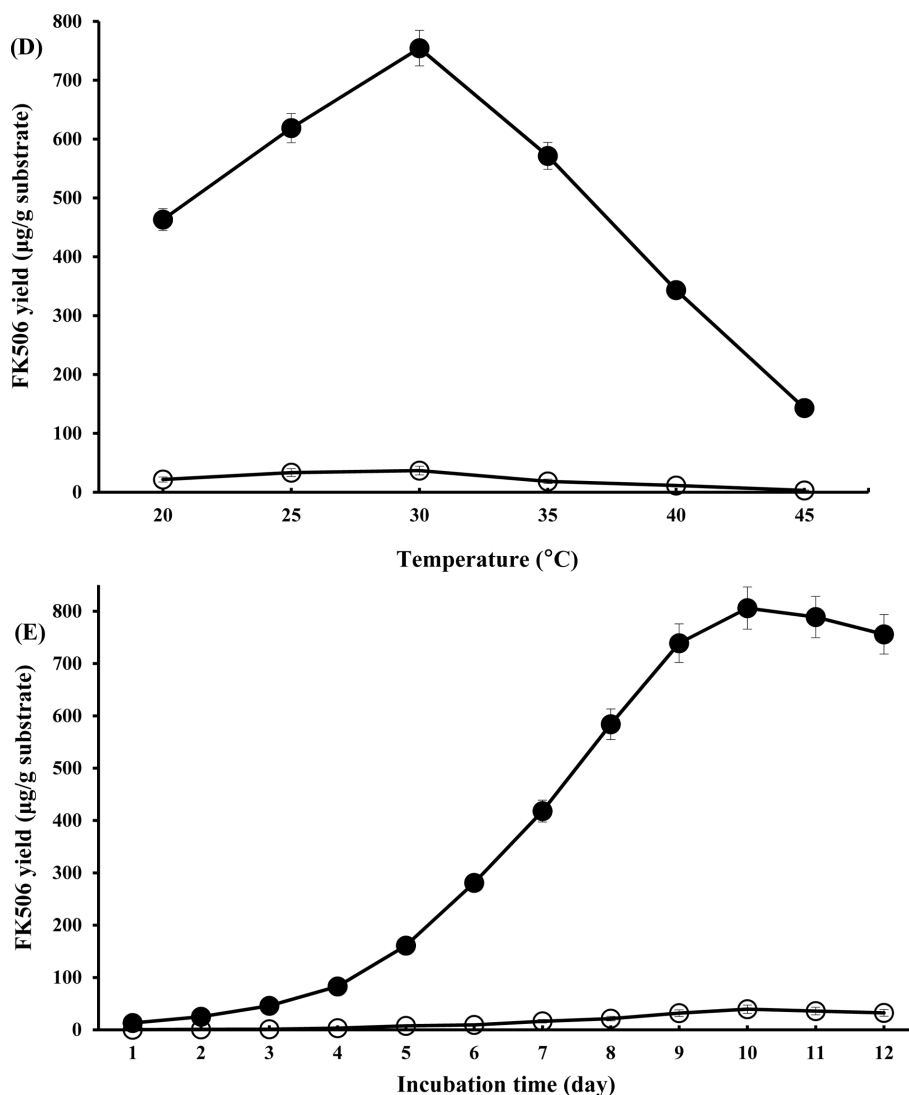 (D)
FK506 yield (μg/g substrate)
800
700
600
500
400
300
200
100
0
20 25 30 35 40 45
Temperature (°C)
(E)
FK506 yield (μg/g substrate)
800
700
600
500
400
300
200
100
0
1 2 3 4 5 6 7 8 9 10 11 12
Incubation time (day)